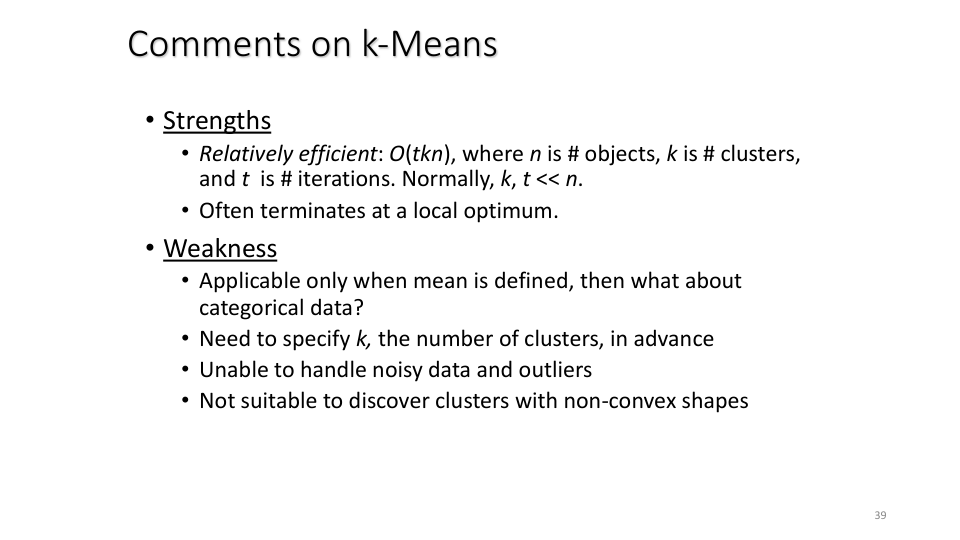 Comments on k-Means
• Strengths
• Relatively efficient: O(tkn), where n is # objects, k is # clusters,
and t is # iterations. Normally, k, t << n.
• Often terminates at a local optimum.
• Weakness
• Applicable only when mean is defined, then what about
categorical data?
• Need to specify k, the number of clusters, in advance
• Unable to handle noisy data and outliers
• Not suitable to discover clusters with non-convex shapes
39